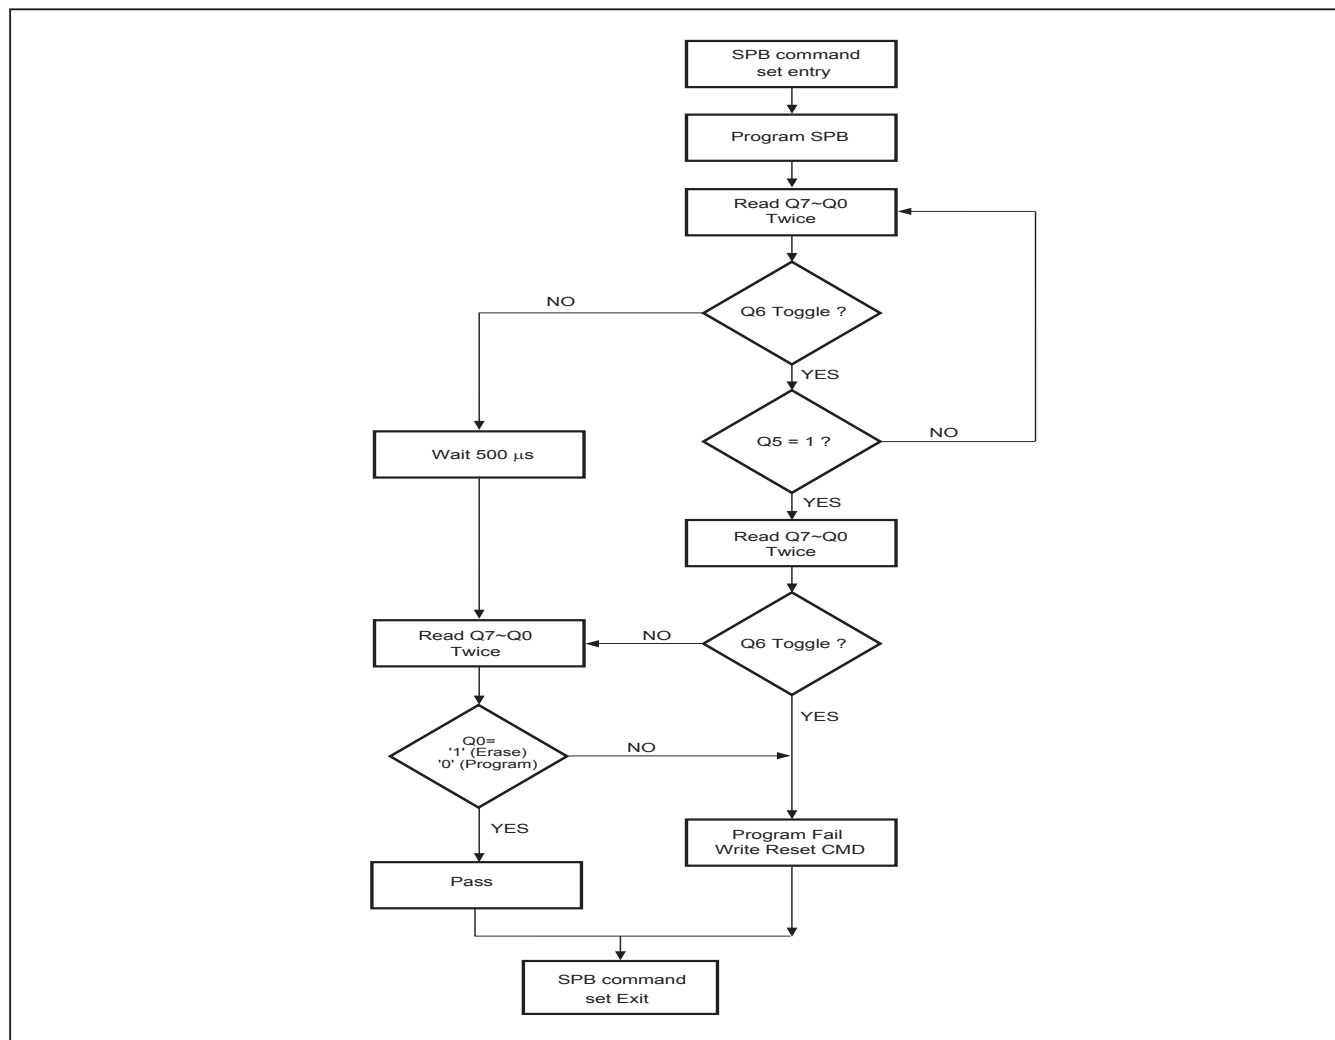 SPB command
set entry
Program SPB
Read Q7~Q0
Twice
Q6 Toggle ?
NO
YES
Q5 = 1 ?
NO
Wait 500 μs
YES
Read Q7~Q0
Twice
Q6 Toggle ?
NO
Read Q7~Q0
Twice
YES
Q0=
'1' (Erase)
'0' (Program)
NO
YES
Program Fail
Write Reset CMD
Pass
SPB command
set Exit